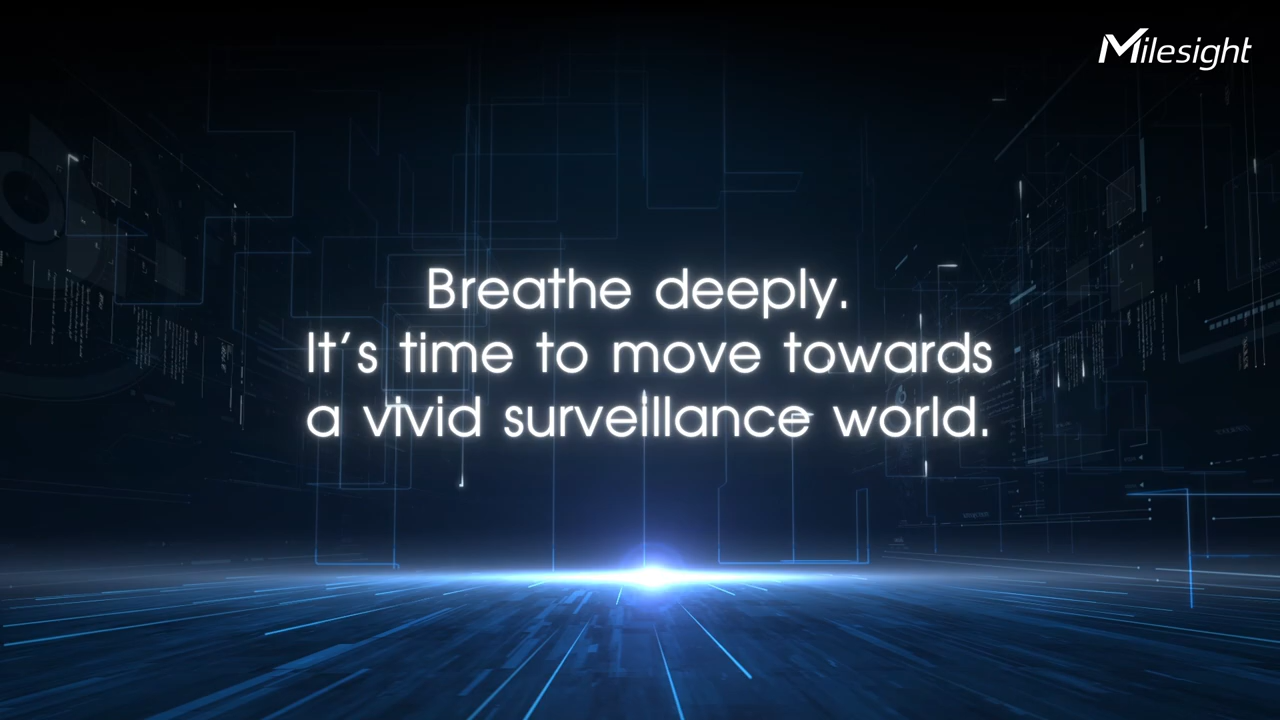 Milesight
Breathe deeply.
It's time to move towards
a vivid surveillance world.